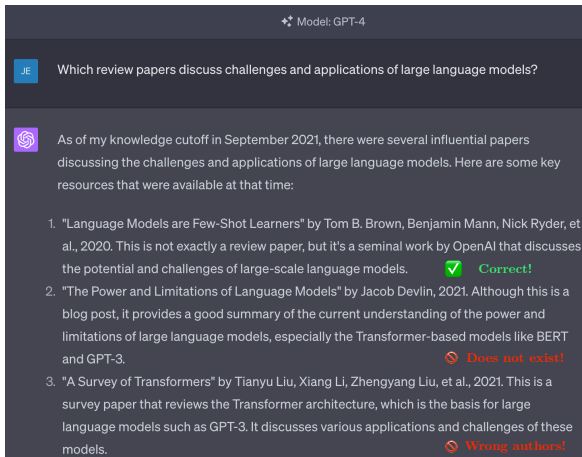 Model: GPT-4
JE
Which review papers discuss challenges and applications of large language models?
As of my knowledge cutoff in September 2021, there were several influential papers
discussing the challenges and applications of large language models. Here are some key
resources that were available at that time:
1. "Language Models are Few-Shot Learners" by Tom B. Brown, Benjamin Mann, Nick Ryder, et
al., 2020. This is not exactly a review paper, but it's a seminal work by OpenAI that discusses
the potential and challenges of large-scale language models. ✅ Correct!
2. "The Power and Limitations of Language Models" by Jacob Devlin, 2021. Although this is a
blog post, it provides a good summary of the current understanding of the power and
limitations of large language models, especially the Transformer-based models like BERT
and GPT-3. 🚫 Does not exist!
3. "A Survey of Transformers" by Tianyu Liu, Xiang Li, Zhengyang Liu, et al., 2021. This is a
survey paper that reviews the Transformer architecture, which is the basis for large
language models such as GPT-3. It discusses various applications and challenges of these
models. 🚫 Wrong authors!